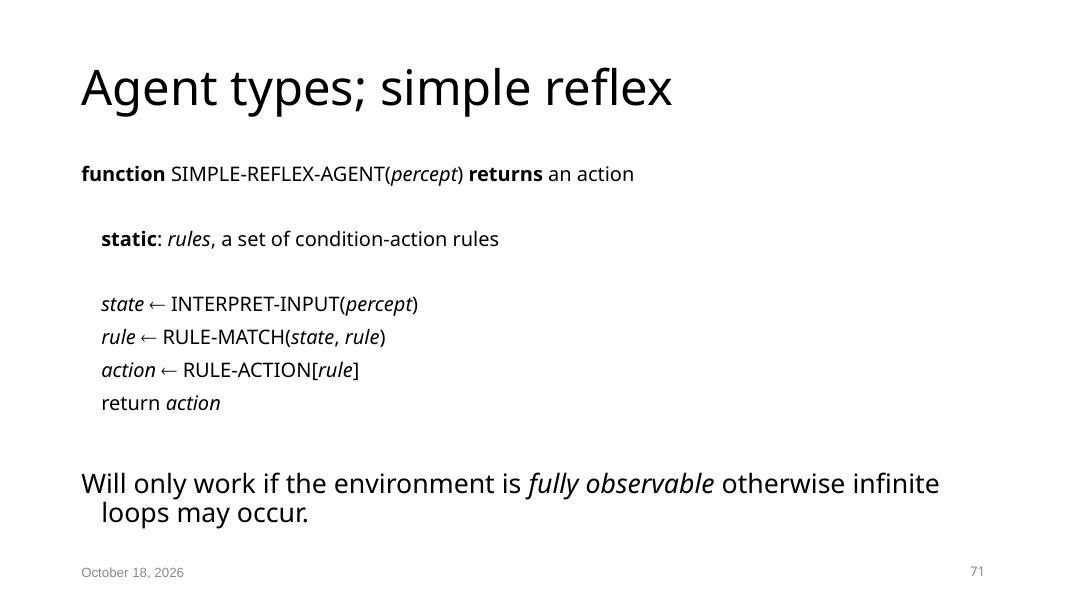 Agent types; simple reflex
function SIMPLE-REFLEX-AGENT(percept) returns an action
static: rules, a set of condition-action rules
state ← INTERPRET-INPUT(percept)
rule ← RULE-MATCH(state, rule)
action ← RULE-ACTION[rule]
return action
Will only work if the environment is fully observable otherwise infinite
loops may occur.
October 18, 2026
71